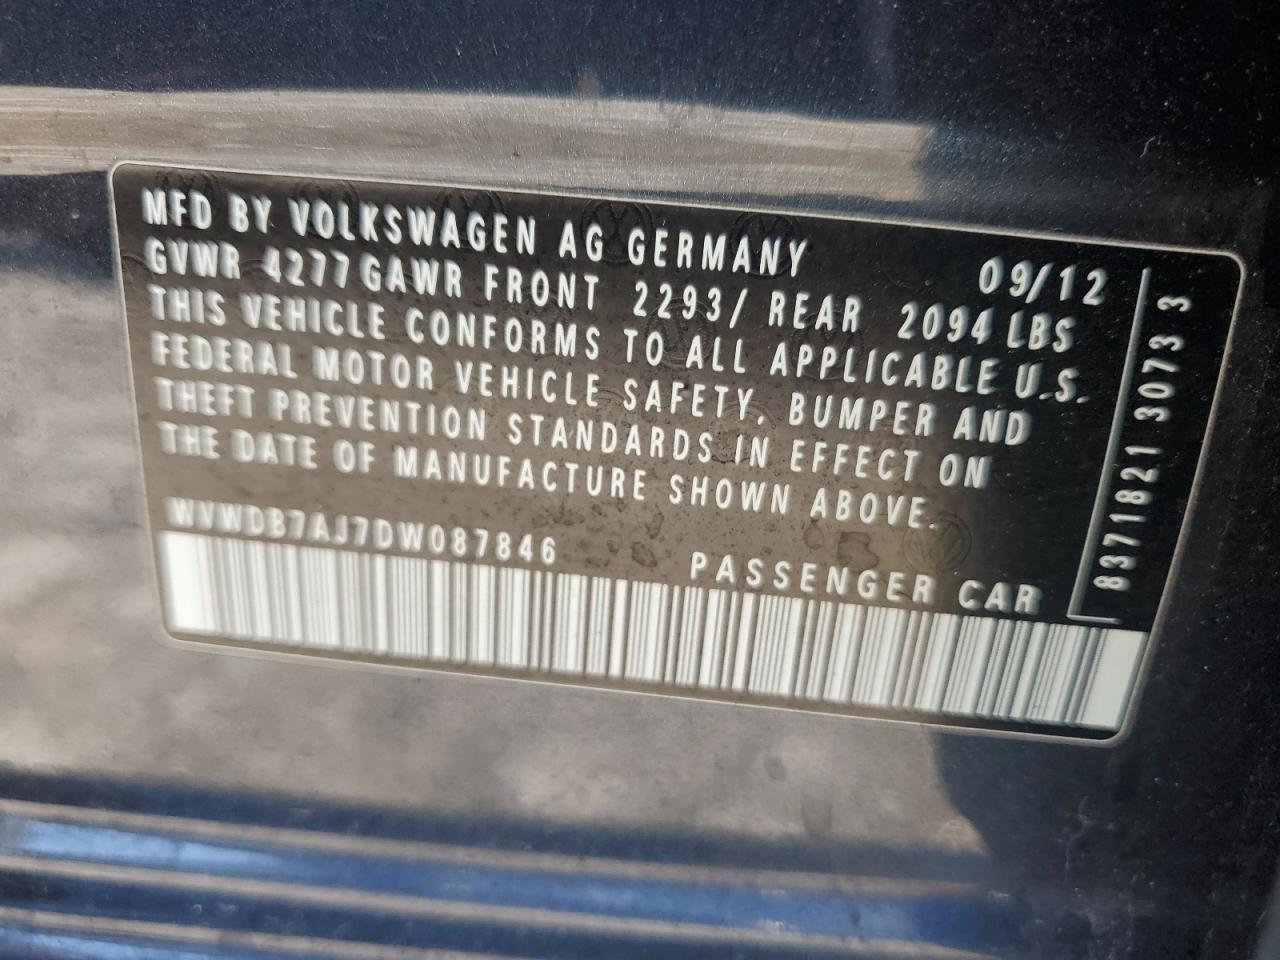 MFD BY VOLKSWAGEN AG GERMANY 09/12
GVWR 4277 GAWR FRONT 2293/ REAR 2094 LBS
THIS VEHICLE CONFORMS TO ALL APPLICABLE U.S.
FEDERAL MOTOR VEHICLE SAFETY, BUMPER AND
THEFT PREVENTION STANDARDS IN EFFECT ON
THE DATE OF MANUFACTURE SHOWN ABOVE.
WVWDB7AJ7DW087846 PASSENGER CAR
8371821 3073 3